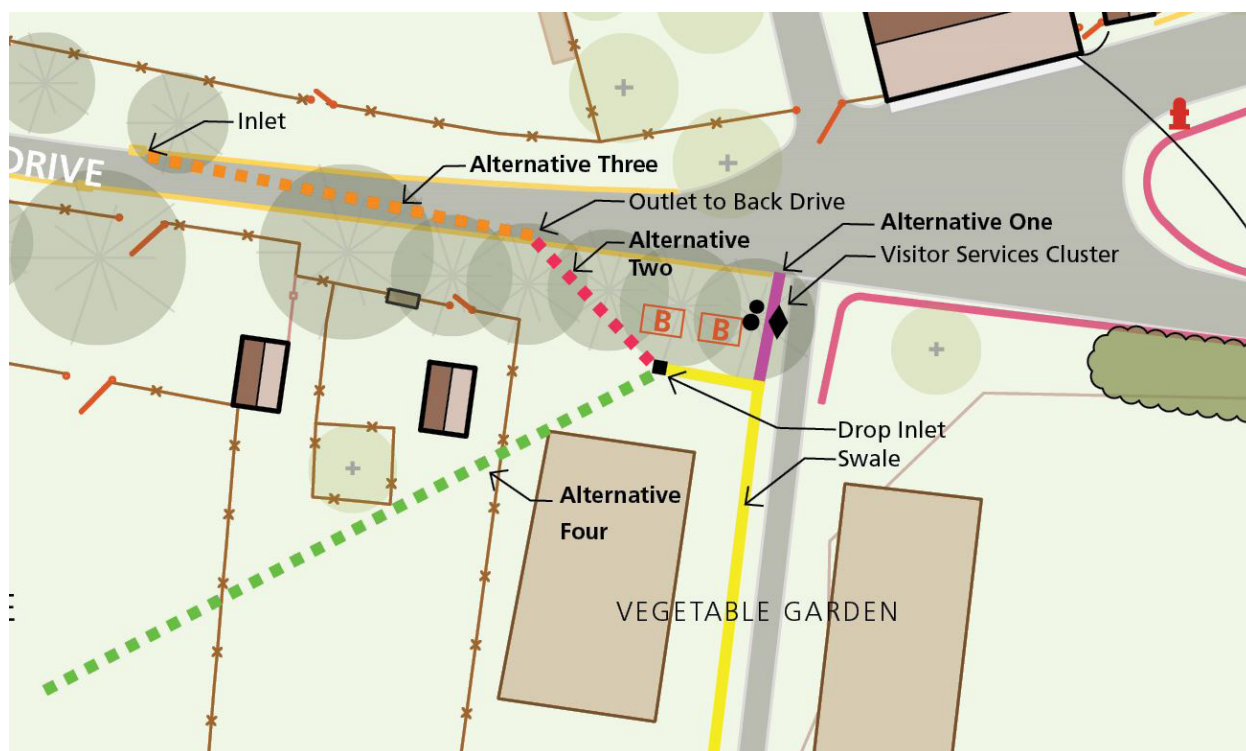 Inlet
DRIVE
Alternative Three
Outlet to Back Drive
Alternative
Two
Alternative One
Visitor Services Cluster
B
B
Drop Inlet
Swale
Alternative
Four
VEGETABLE GARDEN
E